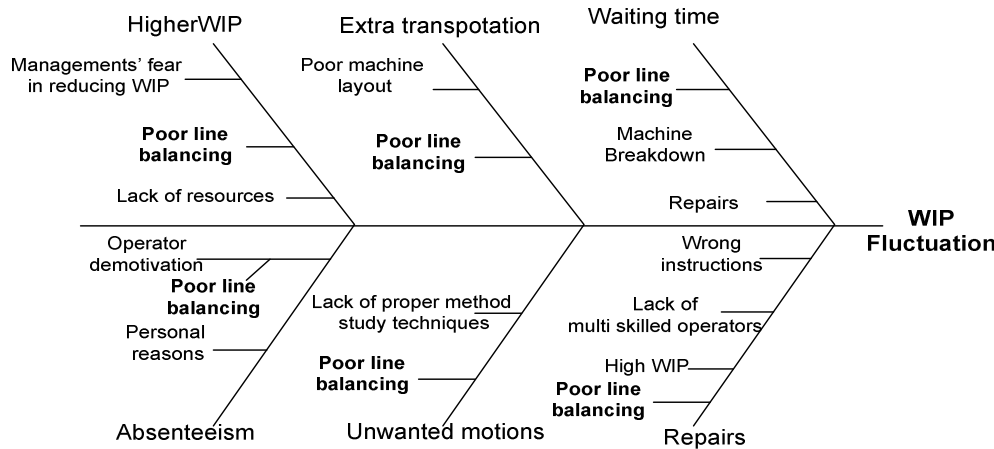 HigherWIP
Managements' fear
in reducing WIP
Poor line
balancing
Lack of resources
Extra transpotation
Poor machine
layout
Poor line
balancing
Waiting time
Poor line
balancing
Machine
Breakdown
Repairs
WIP
Fluctuation
Operator
demotivation
Poor line
balancing
Personal
reasons
Absenteeism
Lack of proper method
study techniques
Poor line
balancing
Unwanted motions
Wrong
instructions
Lack of
multi skilled operators
High WIP
Poor line
balancing
Repairs